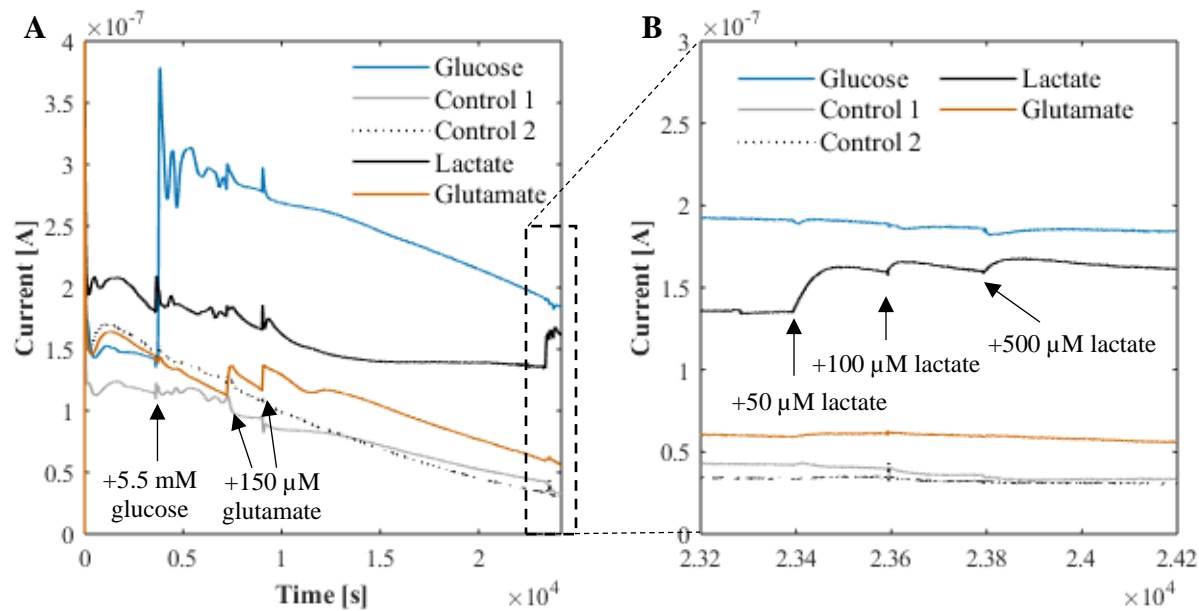 A
×10⁻⁷
4
3.5
3
2.5
2
1.5
1
0.5
0
Current [A]
Glucose
Control 1
Control 2
Lactate
Glutamate
+5.5 mM
glucose
+150 µM
glutamate
0 0.5 1 1.5 2
Time [s]
×10⁴
B
×10⁻⁷
3
2.5
2
1.5
1
0.5
0
Current [A]
Glucose
Control 1
Control 2
Lactate
Glutamate
+50 µM lactate
+100 µM lactate
+500 µM lactate
2.32 2.34 2.36 2.38 2.4 2.42
×10⁴